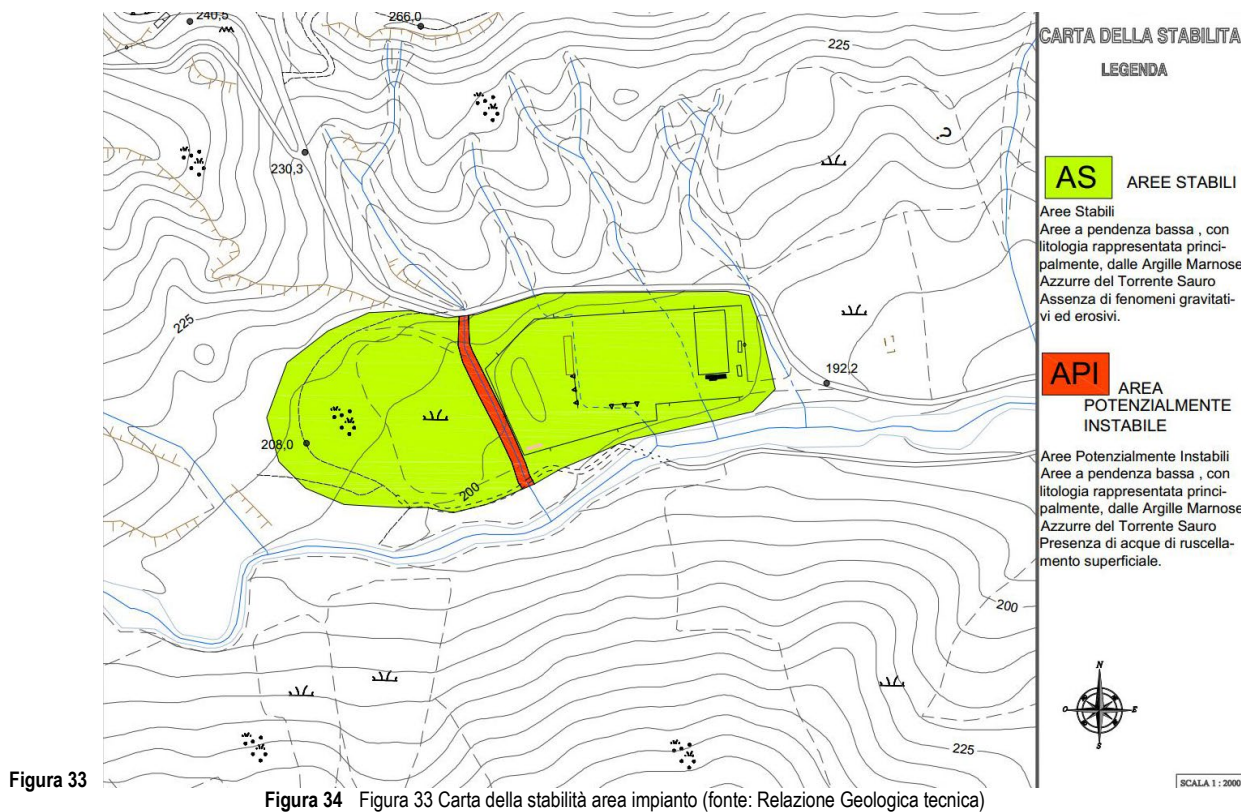 240,5
266,0
225
230,3
225
192,2
208,0
200
200
225
CARTA DELLA STABILITA
LEGENDA
AS AREE STABILI
Aree Stabili
Aree a pendenza bassa , con
litologia rappresentata princi-
palmente, dalle Argille Marnose
Azzurre del Torrente Sauro
Assenza di fenomeni gravitati-
vi ed erosivi.
API AREA
POTENZIALMENTE
INSTABILE
Aree Potenzialmente Instabili
Aree a pendenza bassa , con
litologia rappresentata princi-
palmente, dalle Argille Marnose
Azzurre del Torrente Sauro
Presenza di acque di ruscella-
mento superficiale.
N
O E
S
SCALA 1 : 2000
Figura 33
Figura 34 Figura 33 Carta della stabilità area impianto (fonte: Relazione Geologica tecnica)